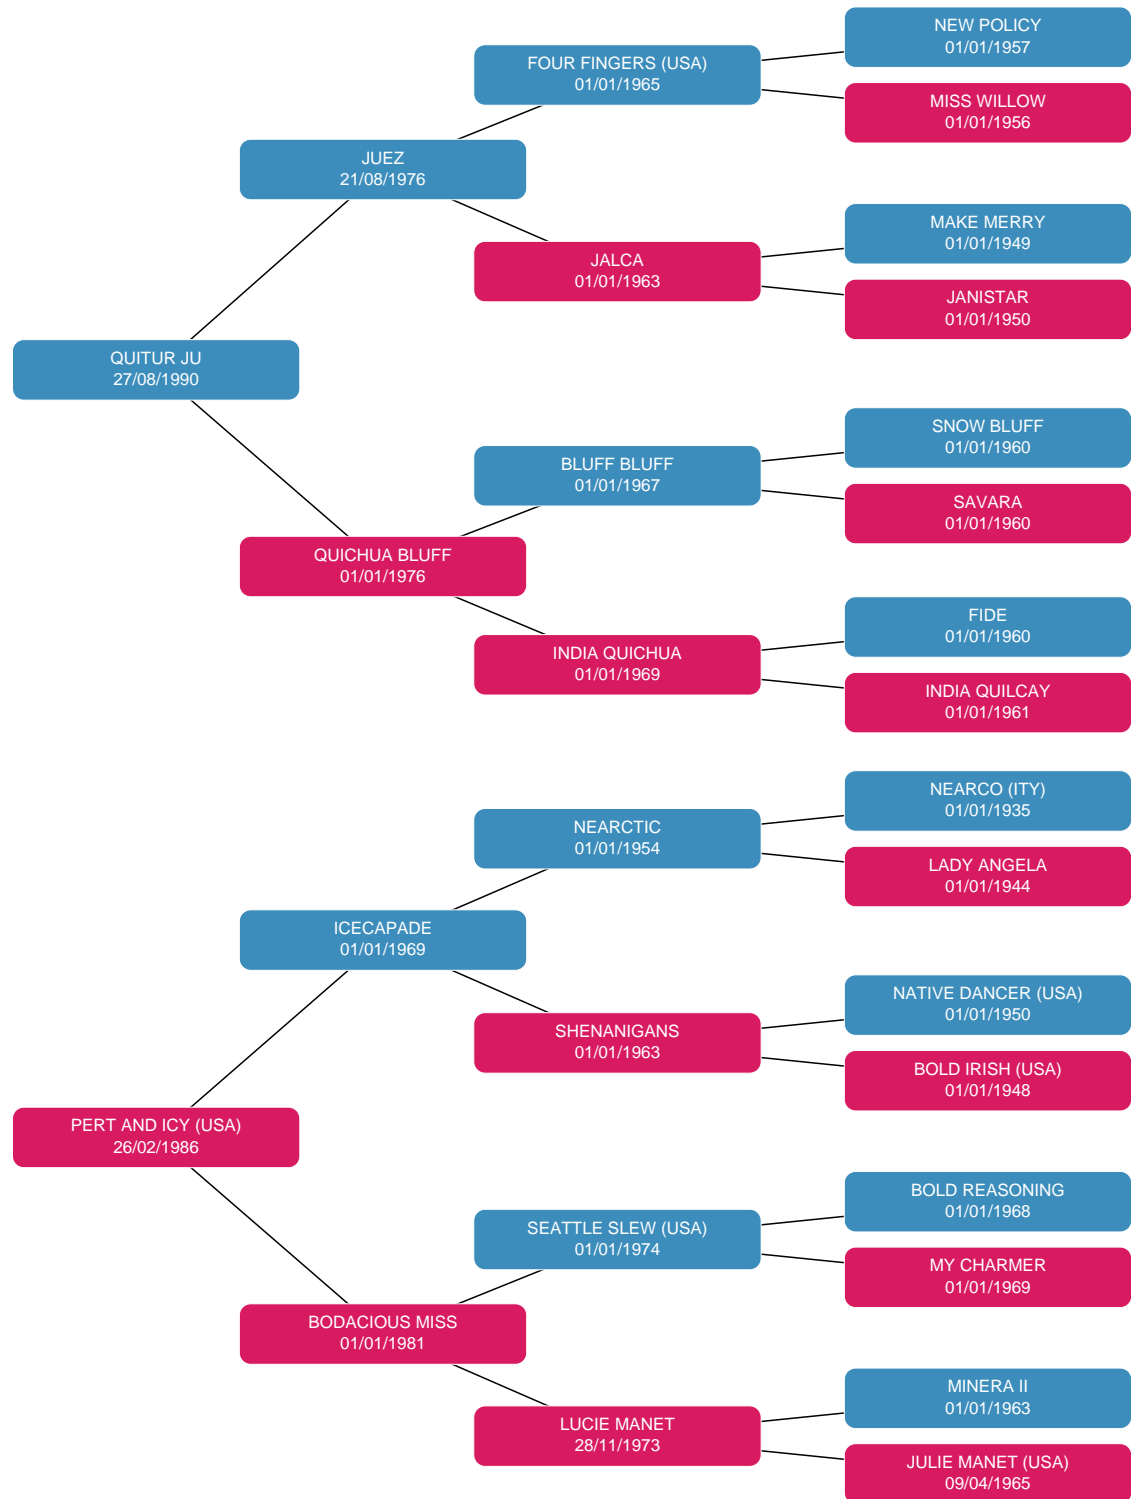 NEW POLICY
01/01/1957
FOUR FINGERS (USA)
01/01/1965
MISS WILLOW
01/01/1956
JUEZ
21/08/1976
MAKE MERRY
01/01/1949
JALCA
01/01/1963
JANISTAR
01/01/1950
QUITUR JU
27/08/1990
SNOW BLUFF
01/01/1960
BLUFF BLUFF
01/01/1967
SAVARA
01/01/1960
QUICHUA BLUFF
01/01/1976
FIDE
01/01/1960
INDIA QUICHUA
01/01/1969
INDIA QUILCAY
01/01/1961
NEARCO (ITY)
01/01/1935
NEARCTIC
01/01/1954
LADY ANGELA
01/01/1944
ICECAPADE
01/01/1969
NATIVE DANCER (USA)
01/01/1950
SHENANIGANS
01/01/1963
BOLD IRISH (USA)
01/01/1948
PERT AND ICY (USA)
26/02/1986
BOLD REASONING
01/01/1968
SEATTLE SLEW (USA)
01/01/1974
MY CHARMER
01/01/1969
BODACIOUS MISS
01/01/1981
MINERA II
01/01/1963
LUCIE MANET
28/11/1973
JULIE MANET (USA)
09/04/1965